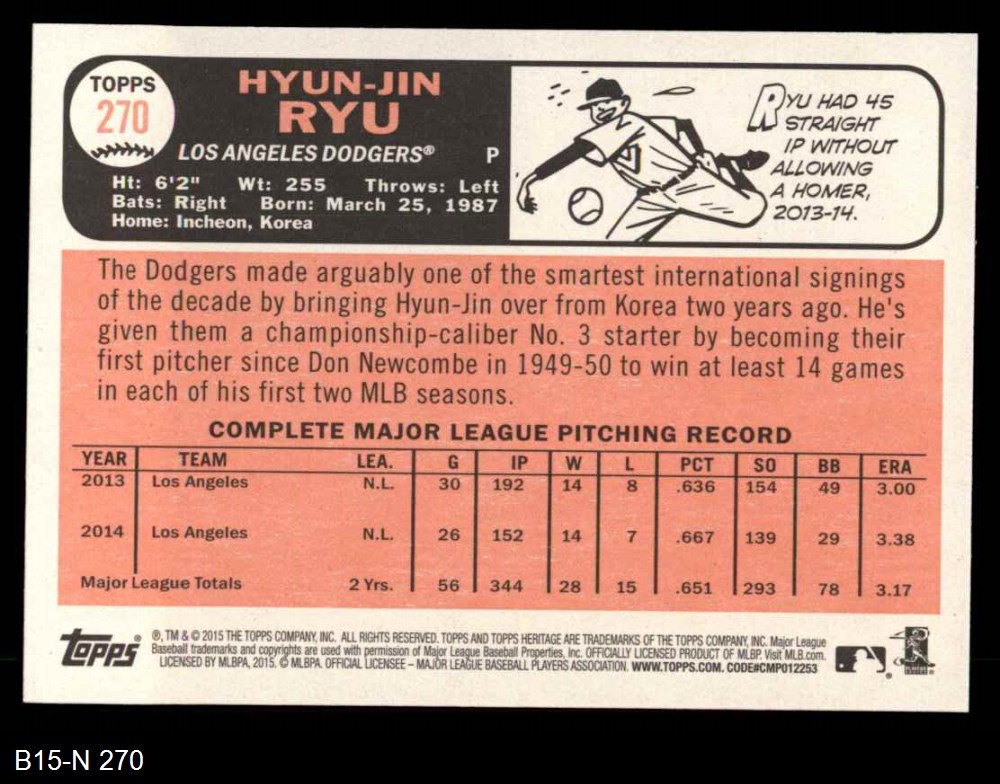 TOPPS
270
HYUN-JIN
RYU
LOS ANGELES DODGERS® P
Ht: 6'2" Wt: 255 Throws: Left
Bats: Right Born: March 25, 1987
Home: Incheon, Korea
RYU HAD 45
STRAIGHT
IP WITHOUT
ALLOWING
A HOMER,
2013-14.
The Dodgers made arguably one of the smartest international signings
of the decade by bringing Hyun-Jin over from Korea two years ago. He's
given them a championship-caliber No. 3 starter by becoming their
first pitcher since Don Newcombe in 1949-50 to win at least 14 games
in each of his first two MLB seasons.
COMPLETE MAJOR LEAGUE PITCHING RECORD
YEAR TEAM LEA. G IP W L PCT SO BB ERA
2013 Los Angeles N.L. 30 192 14 8 .636 154 49 3.00
2014 Los Angeles N.L. 26 152 14 7 .667 139 29 3.38
Major League Totals 2 Yrs. 56 344 28 15 .651 293 78 3.17
topps
®, TM & © 2015 THE TOPPS COMPANY, INC. ALL RIGHTS RESERVED. TOPPS AND TOPPS HERITAGE ARE TRADEMARKS OF THE TOPPS COMPANY, INC. Major League
Baseball trademarks and copyrights are used with permission of Major League Baseball Properties, Inc. OFFICIALLY LICENSED PRODUCT OF MLBP. Visit MLB.com.
LICENSED BY MLBPA, 2015. © MLBPA. OFFICIAL LICENSEE – MAJOR LEAGUE BASEBALL PLAYERS ASSOCIATION. WWW.TOPPS.COM. CODE#CMP012253
B15-N 270